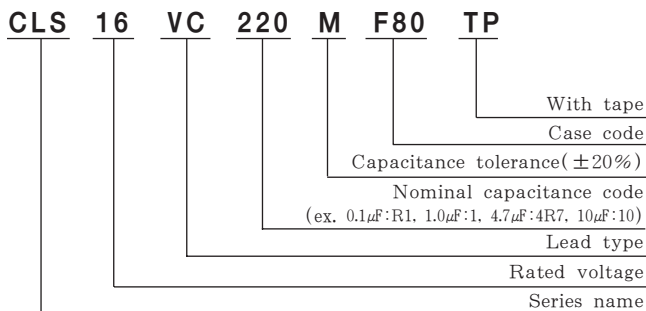 CLS 16 VC 220 M F80 TP
With tape
Case code
Capacitance tolerance(±20%)
Nominal capacitance code
(ex. 0.1µF:R1, 1.0µF:1, 4.7µF:4R7, 10µF:10)
Lead type
Rated voltage
Series name